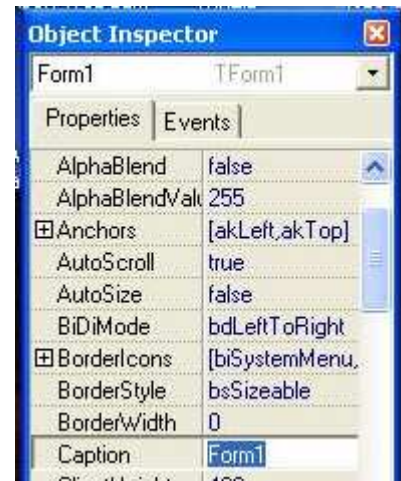 Object Inspector
Form1 TForm1
Properties Events
AlphaBlend false
AlphaBlendValu 255
Anchors [akLeft,akTop]
AutoScroll true
AutoSize false
BiDiMode bdLeftToRight
BorderIcons [biSystemMenu,
BorderStyle bsSizeable
BorderWidth 0
Caption Form1